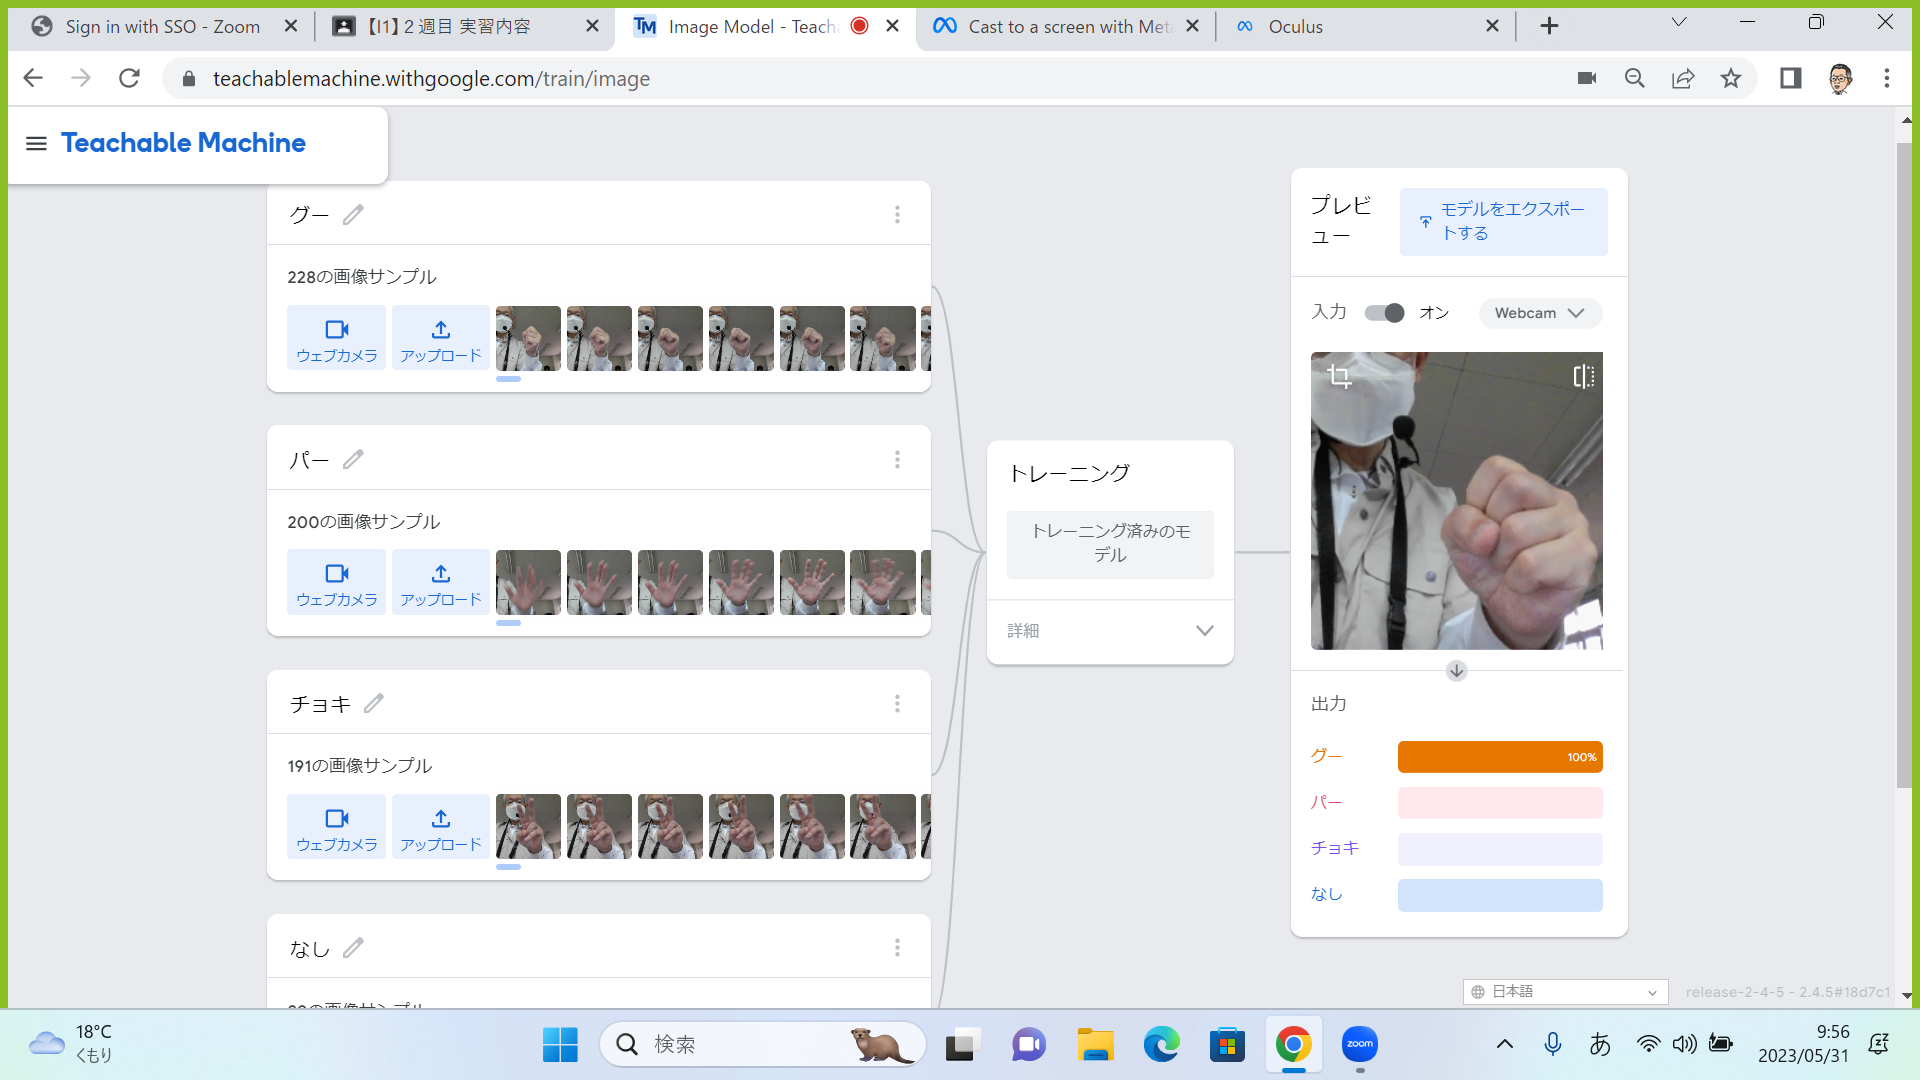 Sign in with SSO - Zoom
【I1】2 週目 実習内容
Image Model - Teach
Cast to a screen with Met
Oculus
teachablemachine.withgoogle.com/train/image
Teachable Machine
グー
228の画像サンプル
ウェブカメラ
アップロード
パー
200の画像サンプル
ウェブカメラ
アップロード
チョキ
191の画像サンプル
ウェブカメラ
アップロード
なし
の画像サンプル
トレーニング
トレーニング済みのモ
デル
詳細
プレビ
ュー
モデルをエクスポー
トする
入力
オン
Webcam
出力
グー
100%
パー
チョキ
なし
日本語
release-2-4-5 - 2.4.5#18d7c1
18°C
くもり
検索
zoom
あ
9:56
2023/05/31